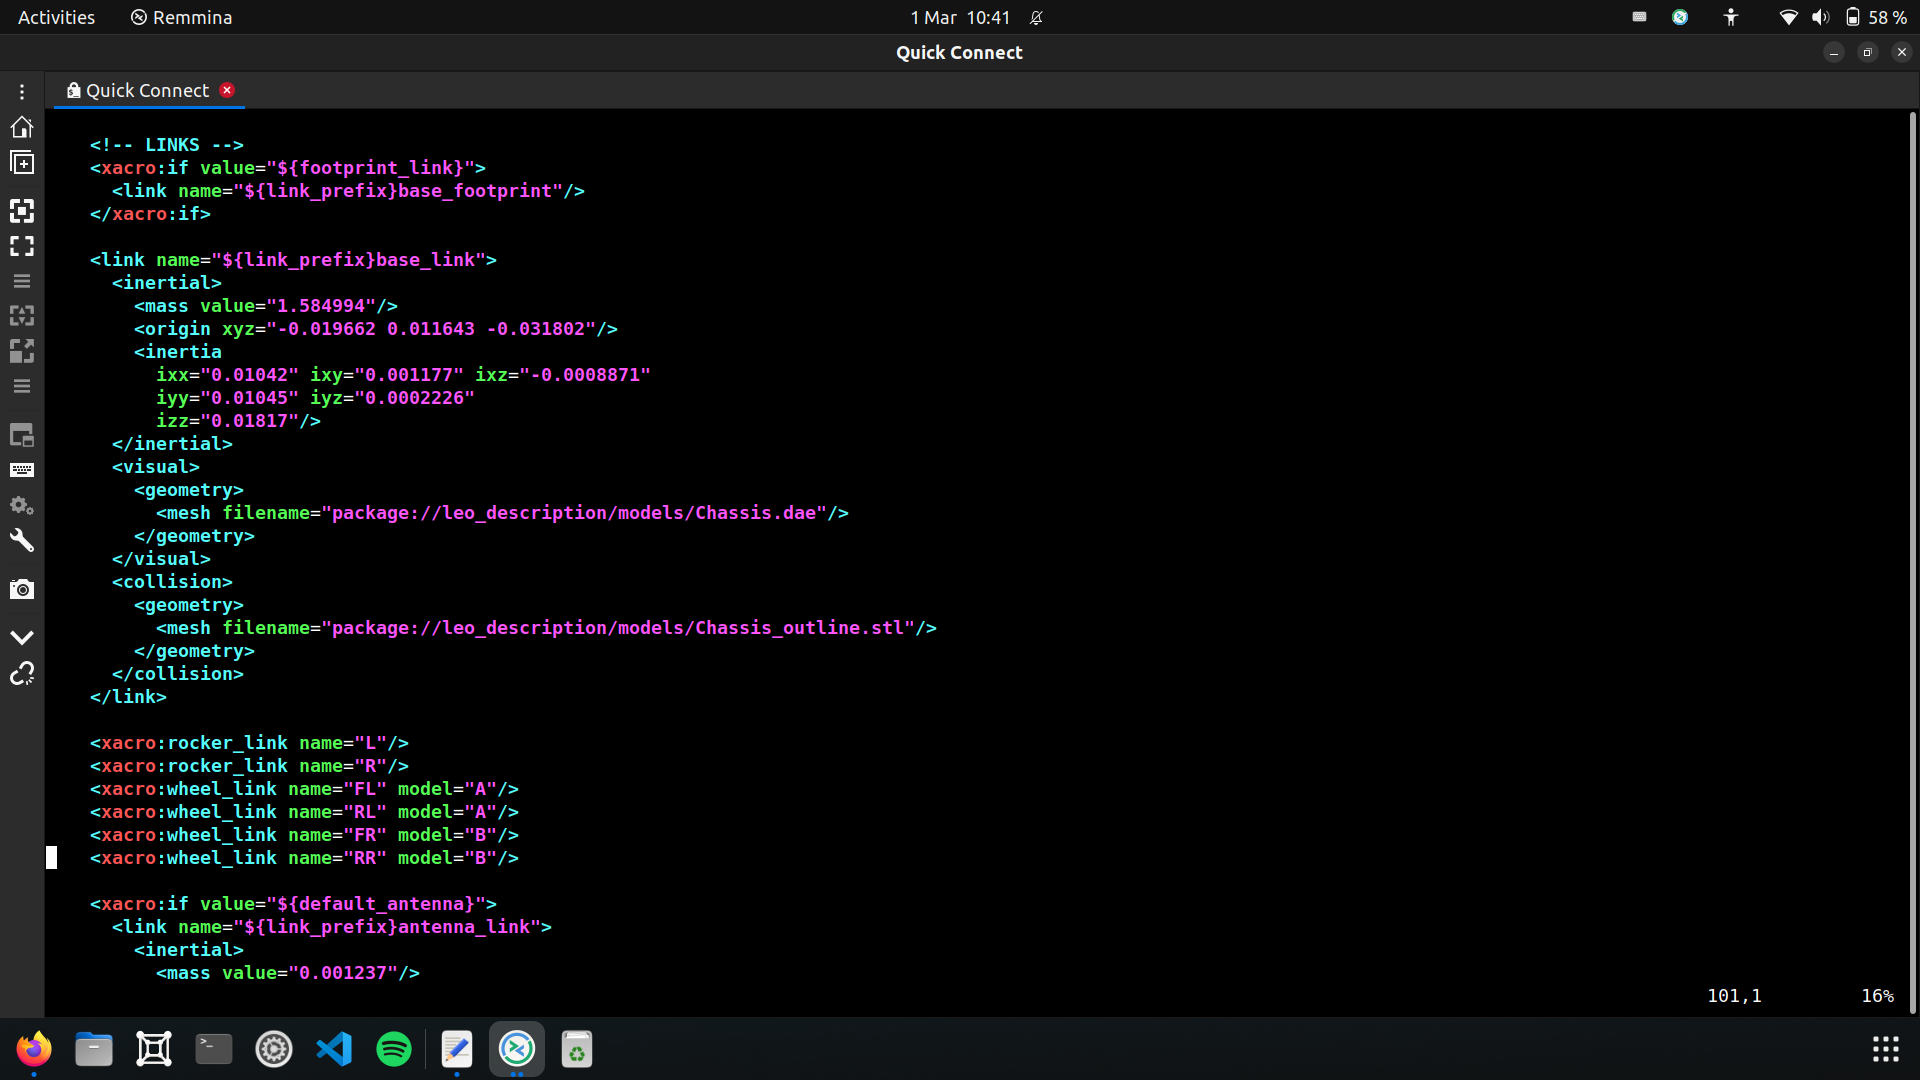 Activities Remmina 1 Mar 10:41 58 %
Quick Connect
Quick Connect
<!-- LINKS -->
<xacro:if value="${footprint_link}">
<link name="${link_prefix}base_footprint"/>
</xacro:if>
<link name="${link_prefix}base_link">
<inertial>
<mass value="1.584994"/>
<origin xyz="-0.019662 0.011643 -0.031802"/>
<inertia
ixx="0.01042" ixy="0.001177" ixz="-0.0008871"
iyy="0.01045" iyz="0.0002226"
izz="0.01817"/>
</inertial>
<visual>
<geometry>
<mesh filename="package://leo_description/models/Chassis.dae"/>
</geometry>
</visual>
<collision>
<geometry>
<mesh filename="package://leo_description/models/Chassis_outline.stl"/>
</geometry>
</collision>
</link>
<xacro:rocker_link name="L"/>
<xacro:rocker_link name="R"/>
<xacro:wheel_link name="FL" model="A"/>
<xacro:wheel_link name="RL" model="A"/>
<xacro:wheel_link name="FR" model="B"/>
<xacro:wheel_link name="RR" model="B"/>
<xacro:if value="${default_antenna}">
<link name="${link_prefix}antenna_link">
<inertial>
<mass value="0.001237"/>
101,1 16%